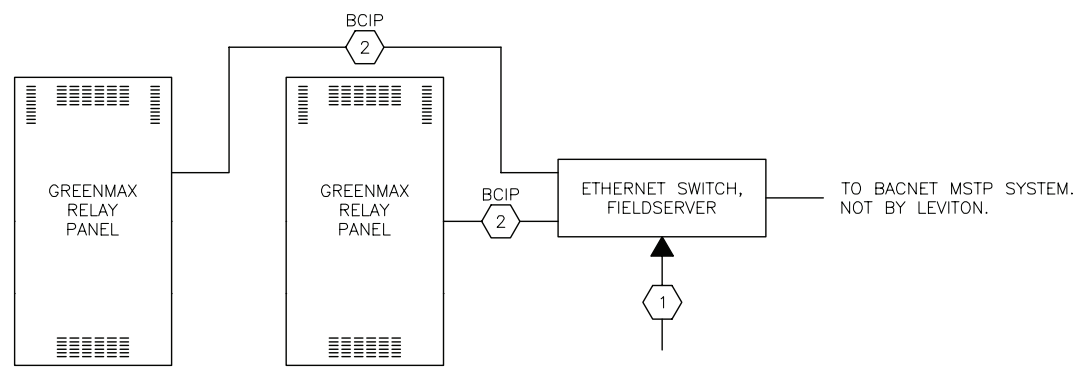 BCIP
2
GREENMAX
RELAY
PANEL
GREENMAX
RELAY
PANEL
BCIP
2
ETHERNET SWITCH,
FIELDSERVER
TO BACNET MSTP SYSTEM.
NOT BY LEVITON.
1